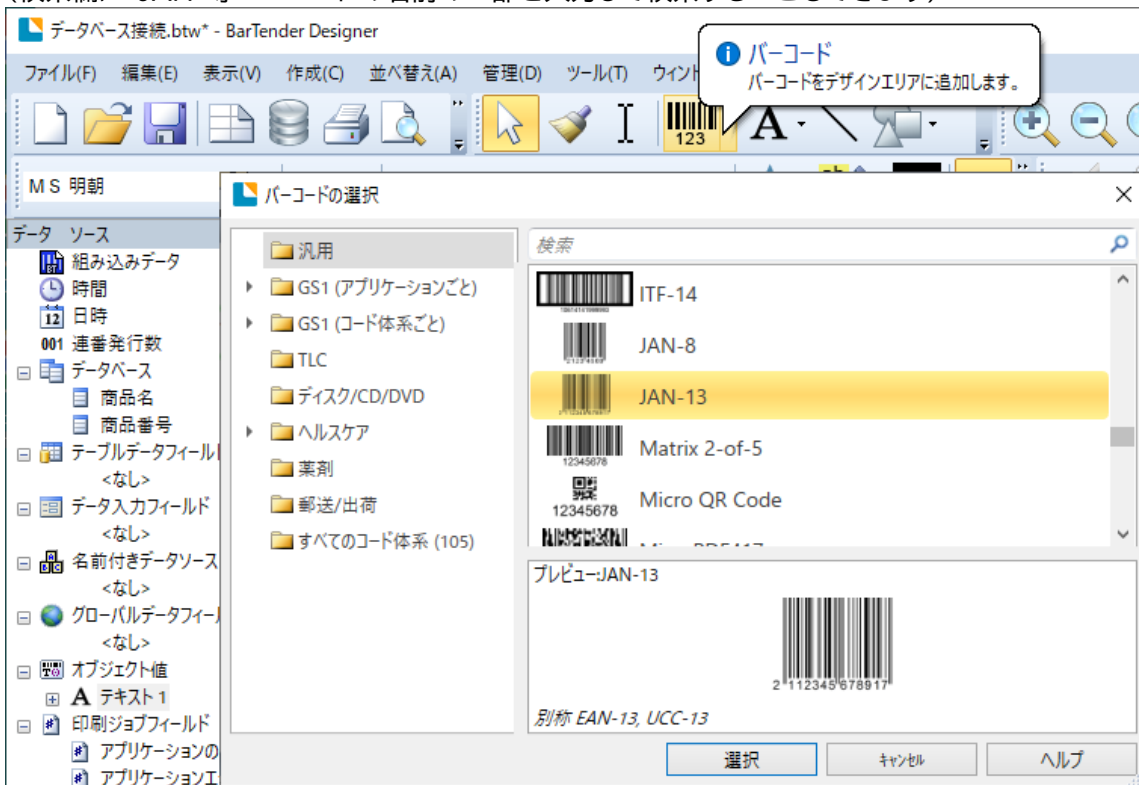 データベース接続.btw* - BarTender Designer
ファイル(F) 編集(E) 表示(V) 作成(C) 並べ替え(A) 管理(D) ツール(T)
バーコード
バーコードをデザインエリアに追加します。
123
A
MS 明朝
データ ソース
組み込みデータ
時間
12 日時
001 連番発行数
データベース
商品名
商品番号
テーブルデータフィール
<なし>
データ入力フィールド
<なし>
名前付きデータソース
<なし>
グローバルデータフィー
<なし>
オブジェクト値
A テキスト 1
印刷ジョブフィールド
アプリケーションの
アプリケーションエ
バーコードの選択
汎用
GS1 (アプリケーションごと)
GS1 (コード体系ごと)
TLC
ディスク/CD/DVD
ヘルスケア
薬剤
郵送/出荷
すべてのコード体系 (105)
検索
ITF-14
JAN-8
JAN-13
Matrix 2-of-5
12345678
Micro QR Code
12345678
プレビュー:JAN-13
2 112345 678917
別称 EAN-13, UCC-13
選択 キャンセル ヘルプ